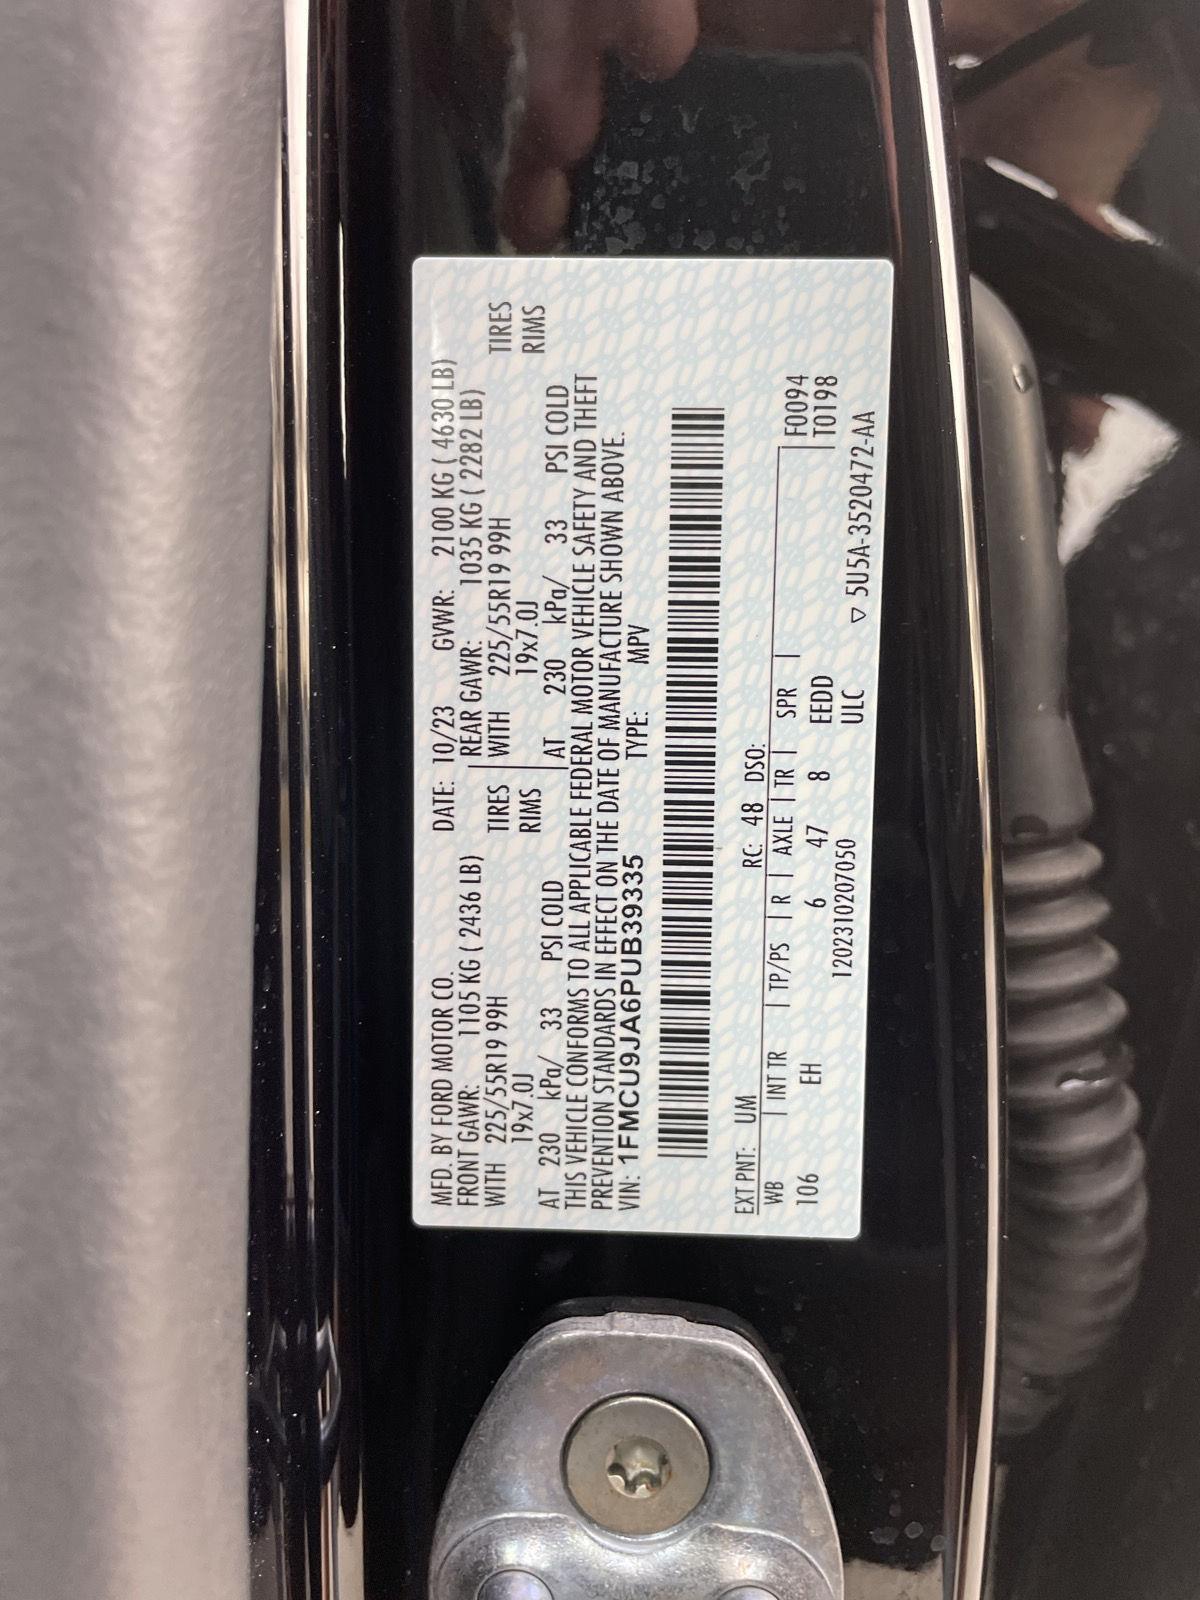 MFD. BY FORD MOTOR CO. DATE: 10/23 GVWR: 2100 KG ( 4630 LB)
FRONT GAWR: 1105 KG ( 2436 LB) REAR GAWR: 1035 KG ( 2282 LB)
WITH 225/55R19 99H TIRES WITH 225/55R19 99H TIRES
19x7.0J RIMS 19x7.0J RIMS
AT 230 kPa/ 33 PSI COLD AT 230 kPa/ 33 PSI COLD
THIS VEHICLE CONFORMS TO ALL APPLICABLE FEDERAL MOTOR VEHICLE SAFETY AND THEFT
PREVENTION STANDARDS IN EFFECT ON THE DATE OF MANUFACTURE SHOWN ABOVE.
VIN: 1FMCU9JA6PUB39335 TYPE: MPV
EXT PNT: UM RC: 48 DSO:
WB INT TR TP/PS R AXLE TR SPR F0094
106 EH 6 47 8 EEDD T0198
1202310207050 ULC ▽ 5U5A-3520472-AA